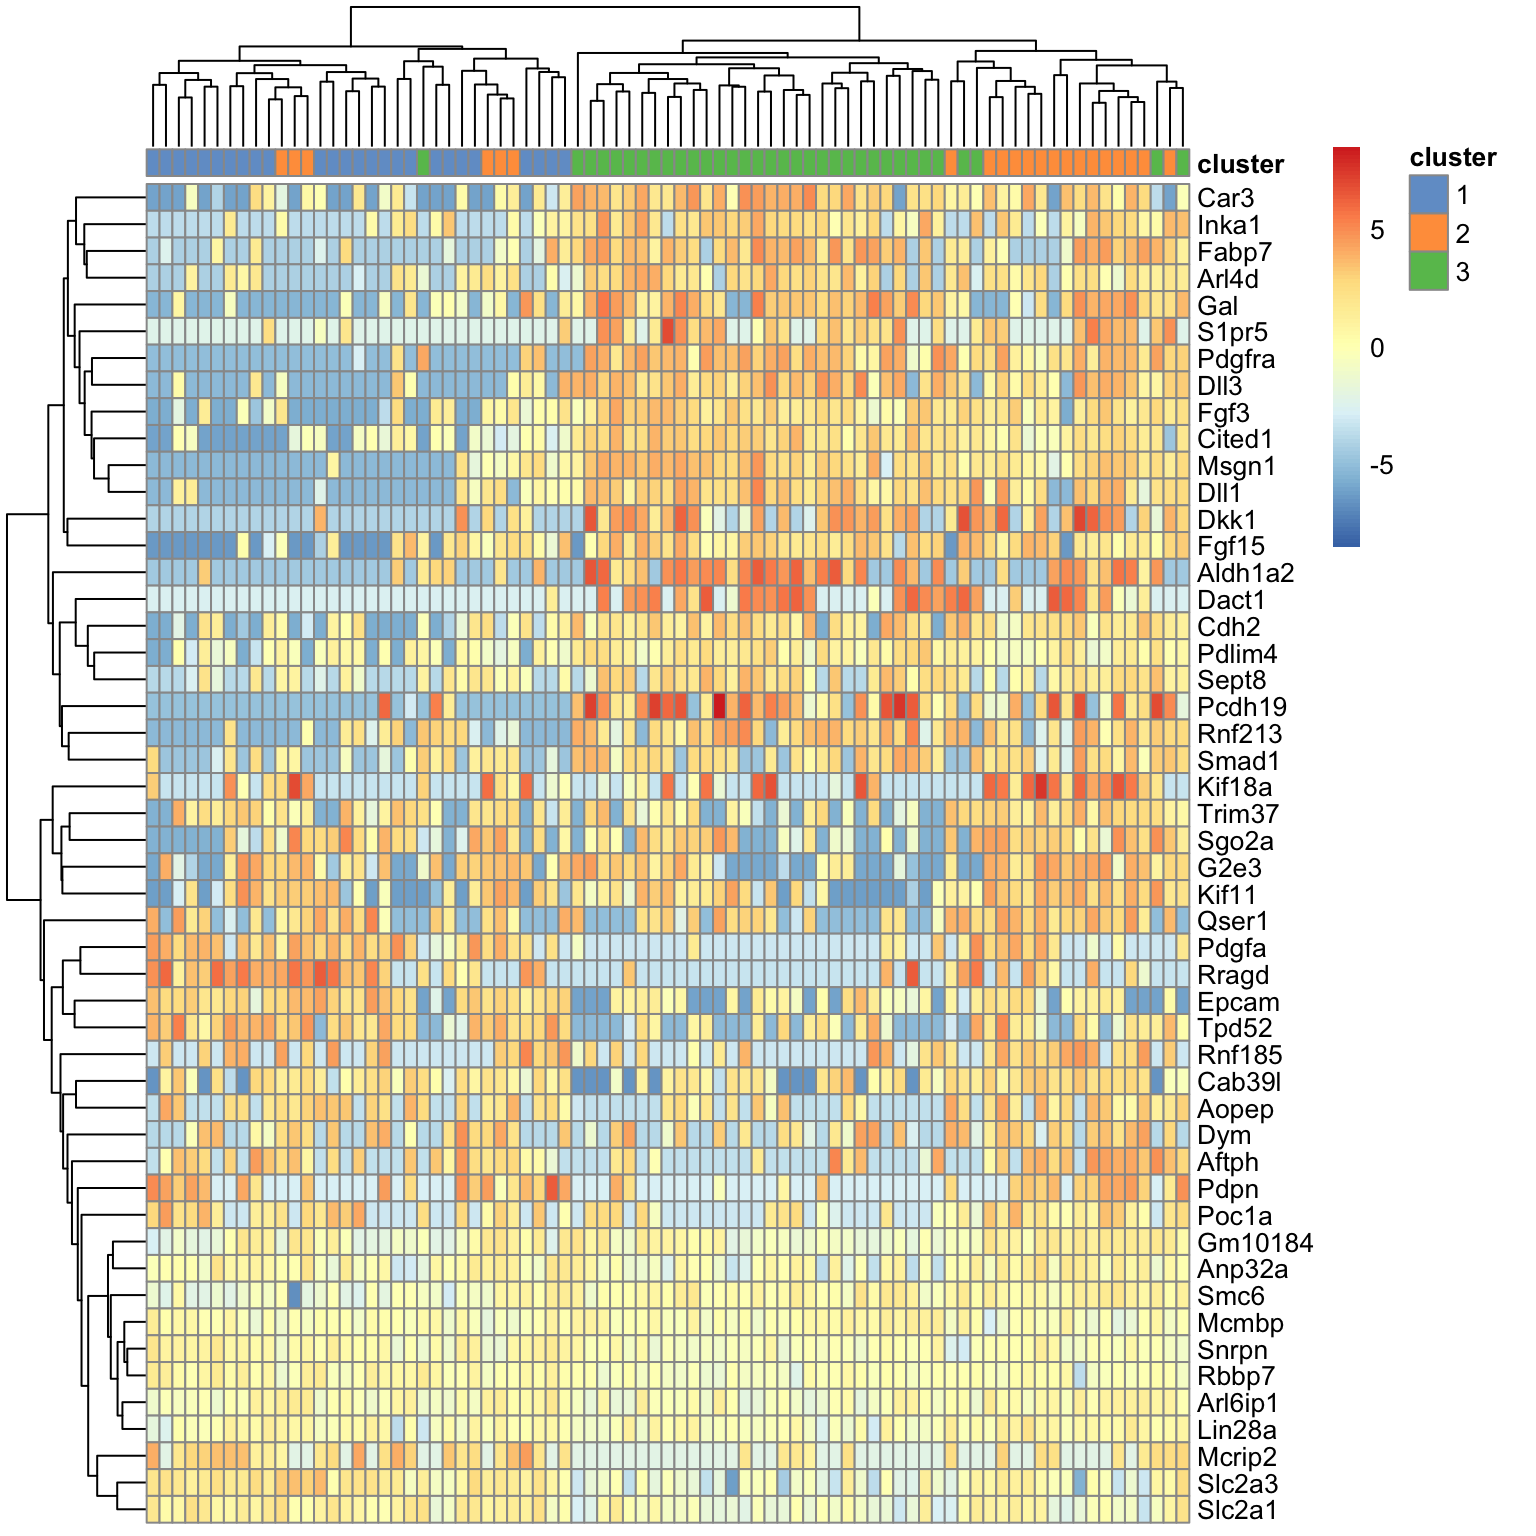 cluster
cluster
1
2
3
5
0
-5
Car3
Inka1
Fabp7
Arl4d
Gal
S1pr5
Pdgfra
Dll3
Fgf3
Cited1
Msgn1
Dll1
Dkk1
Fgf15
Aldh1a2
Dact1
Cdh2
Pdlim4
Sept8
Pcdh19
Rnf213
Smad1
Kif18a
Trim37
Sgo2a
G2e3
Kif11
Qser1
Pdgfa
Rragd
Epcam
Tpd52
Rnf185
Cab39l
Aopep
Dym
Aftph
Pdpn
Poc1a
Gm10184
Anp32a
Smc6
Mcmbp
Snrpn
Rbbp7
Arl6ip1
Lin28a
Mcrip2
Slc2a3
Slc2a1